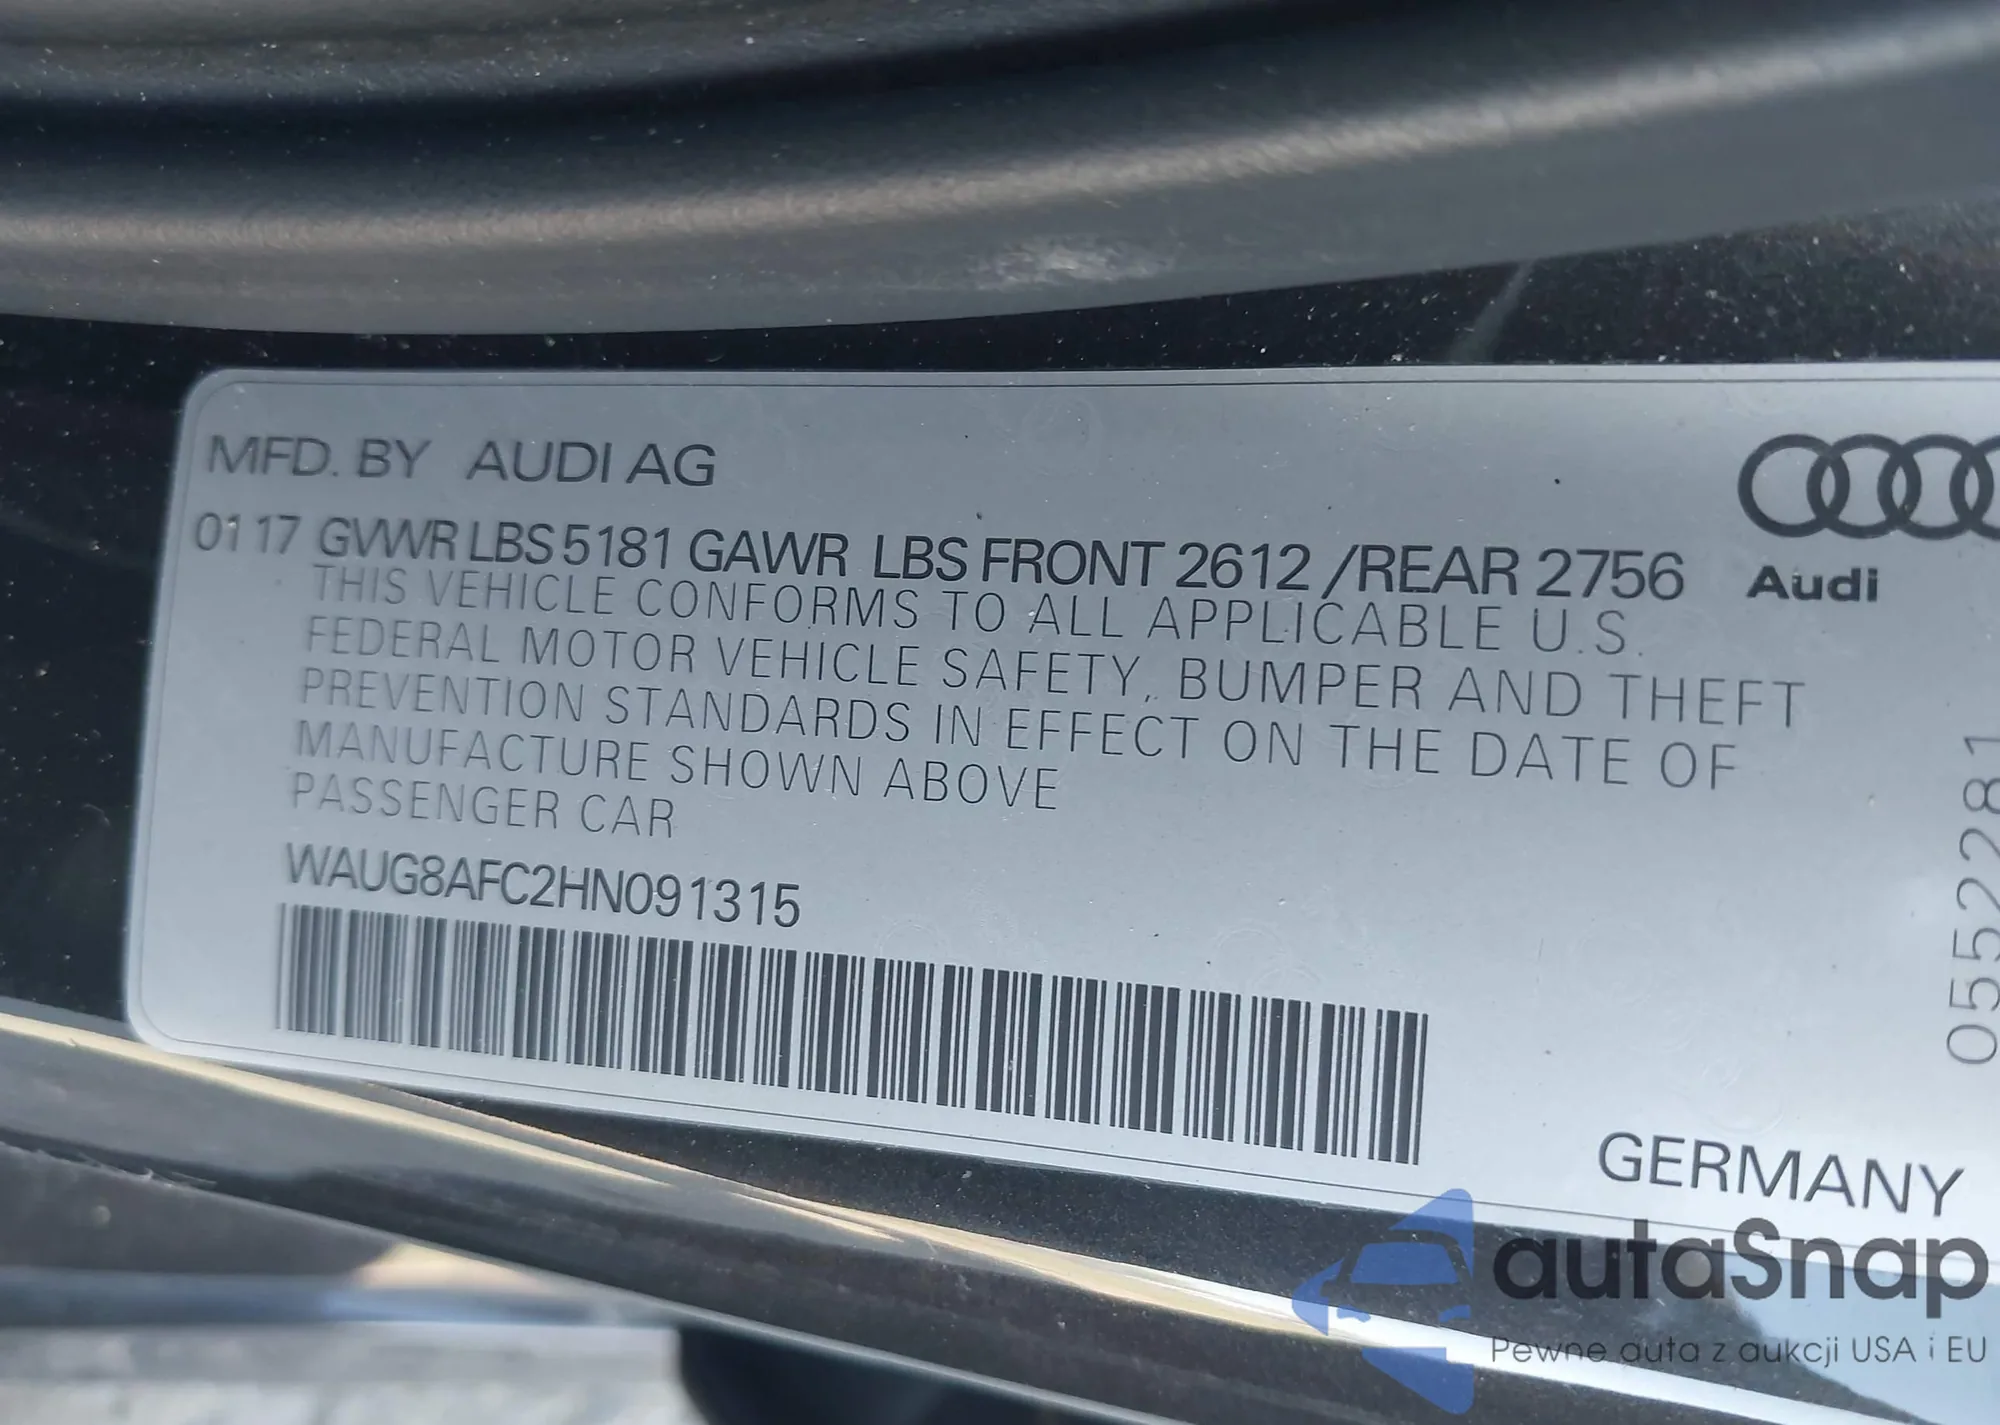 MFD. BY AUDI AG
01 17 GVWR LBS 5181 GAWR LBS FRONT 2612 /REAR 2756
THIS VEHICLE CONFORMS TO ALL APPLICABLE U.S.
FEDERAL MOTOR VEHICLE SAFETY, BUMPER AND THEFT
PREVENTION STANDARDS IN EFFECT ON THE DATE OF
MANUFACTURE SHOWN ABOVE
PASSENGER CAR
WAUG8AFC2HN091315
Audi
0552281
GERMANY
autaSnap
Pewne auta z aukcji USA i EU